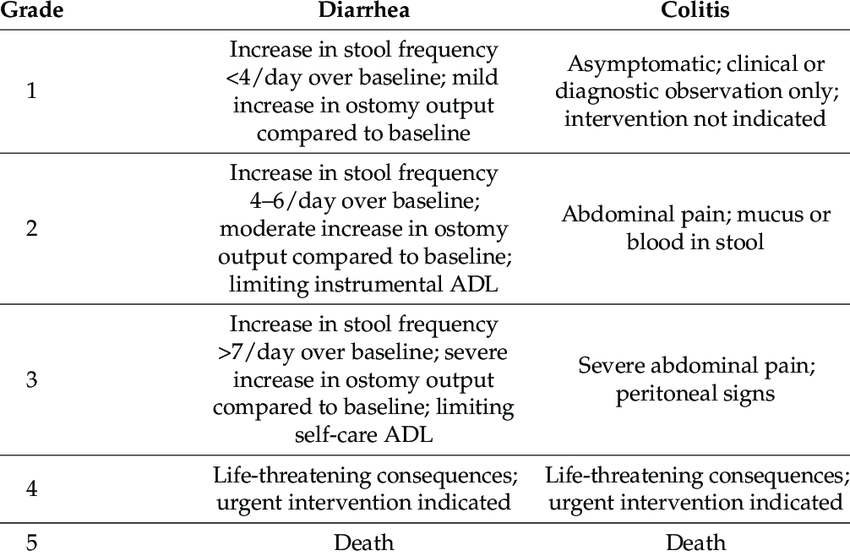 Grade Diarrhea Colitis
1
Increase in stool frequency
<4/day over baseline; mild
increase in ostomy output
compared to baseline
Asymptomatic; clinical or
diagnostic observation only;
intervention not indicated
2
Increase in stool frequency
4–6/day over baseline;
moderate increase in ostomy
output compared to baseline;
limiting instrumental ADL
Abdominal pain; mucus or
blood in stool
3
Increase in stool frequency
>7/day over baseline; severe
increase in ostomy output
compared to baseline; limiting
self-care ADL
Severe abdominal pain;
peritoneal signs
4
Life-threatening consequences;
urgent intervention indicated
Life-threatening consequences;
urgent intervention indicated
5 Death Death